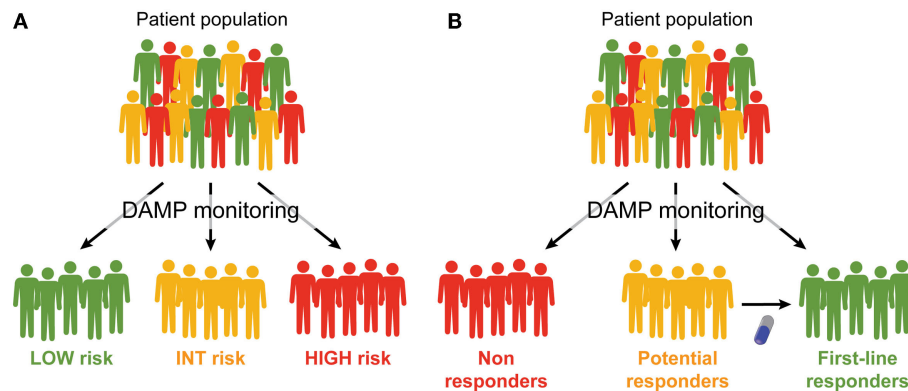 A
Patient population
DAMP monitoring
LOW risk
INT risk
HIGH risk
B
Patient population
DAMP monitoring
Non
responders
Potential
responders
First-line
responders